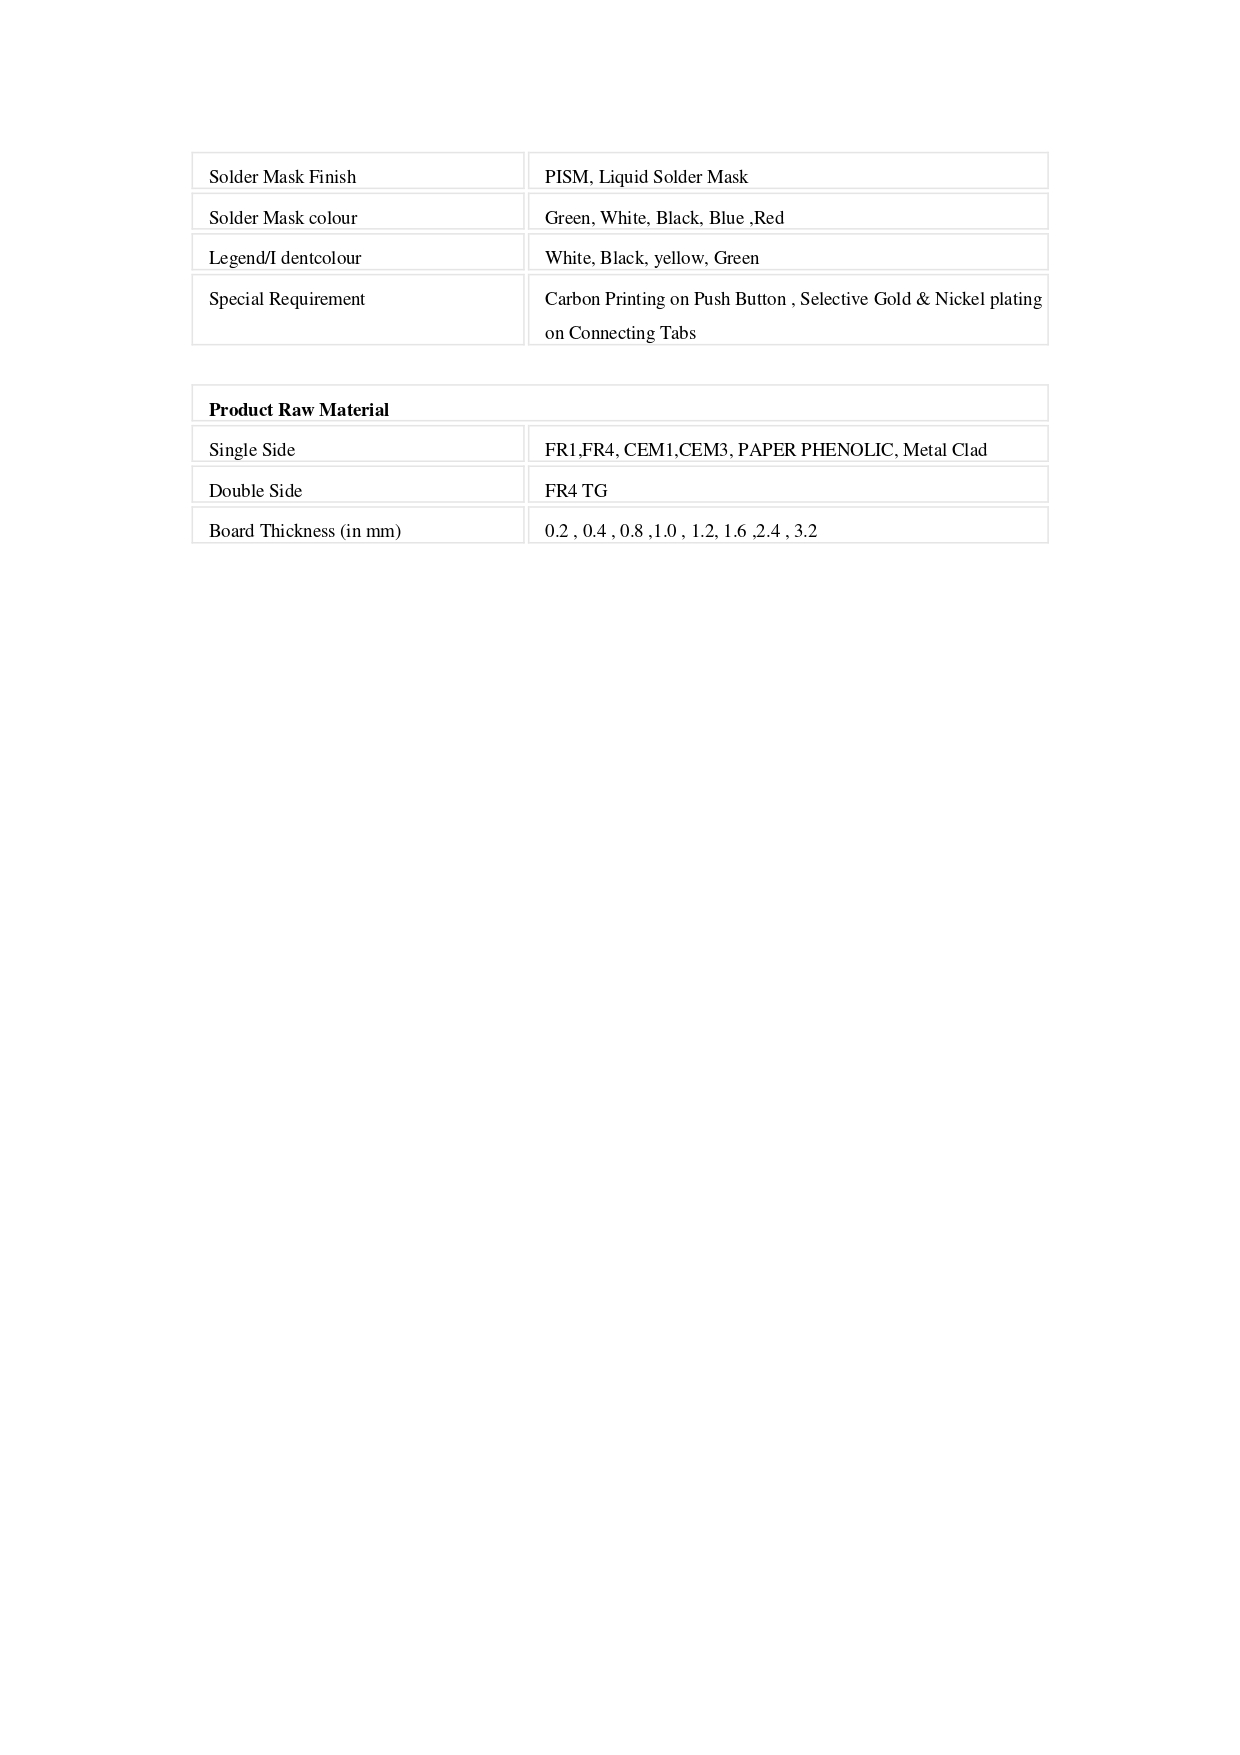 Solder Mask Finish PISM, Liquid Solder Mask
Solder Mask colour Green, White, Black, Blue ,Red
Legend/I dentcolour White, Black, yellow, Green
Special Requirement Carbon Printing on Push Button , Selective Gold & Nickel plating
on Connecting Tabs
Product Raw Material
Single Side FR1,FR4, CEM1,CEM3, PAPER PHENOLIC, Metal Clad
Double Side FR4 TG
Board Thickness (in mm) 0.2 , 0.4 , 0.8 ,1.0 , 1.2, 1.6 ,2.4 , 3.2